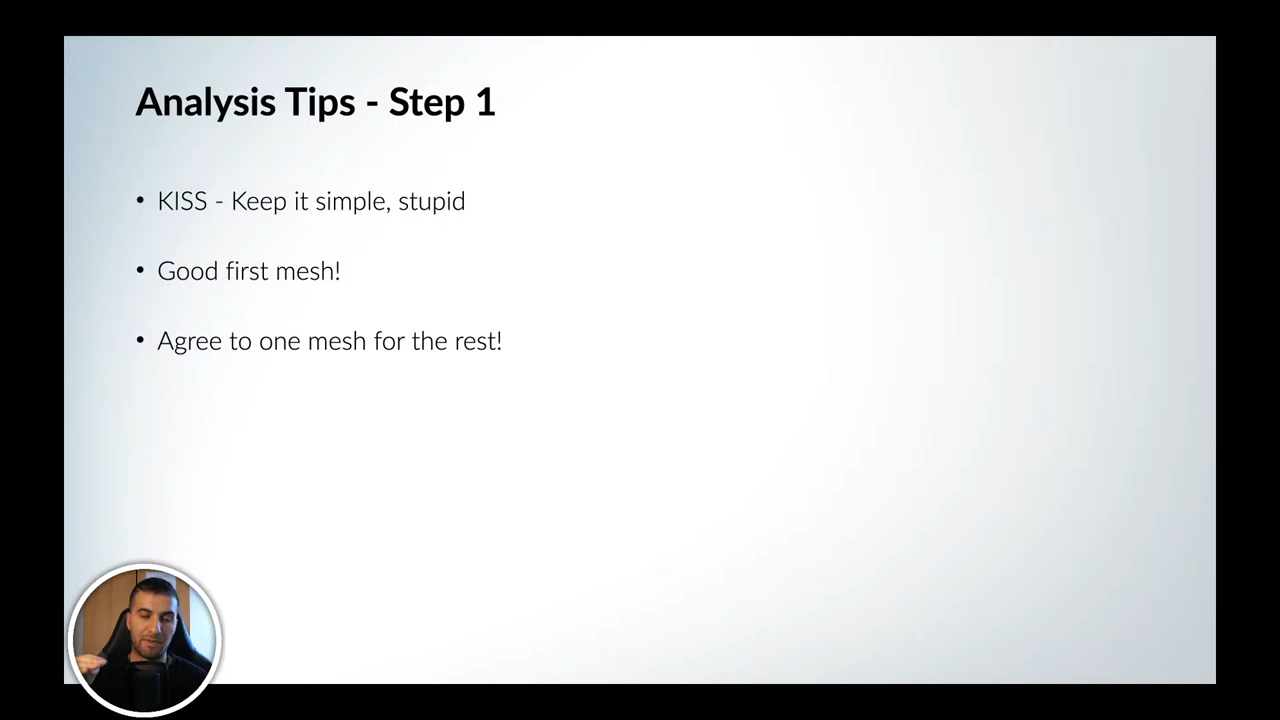 Analysis Tips - Step 1
• KISS - Keep it simple, stupid
• Good first mesh!
• Agree to one mesh for the rest!